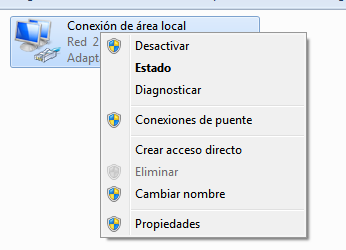 Conexión de área local
Red 2
Adapt
Desactivar
Estado
Diagnosticar
Conexiones de puente
Crear acceso directo
Eliminar
Cambiar nombre
Propiedades